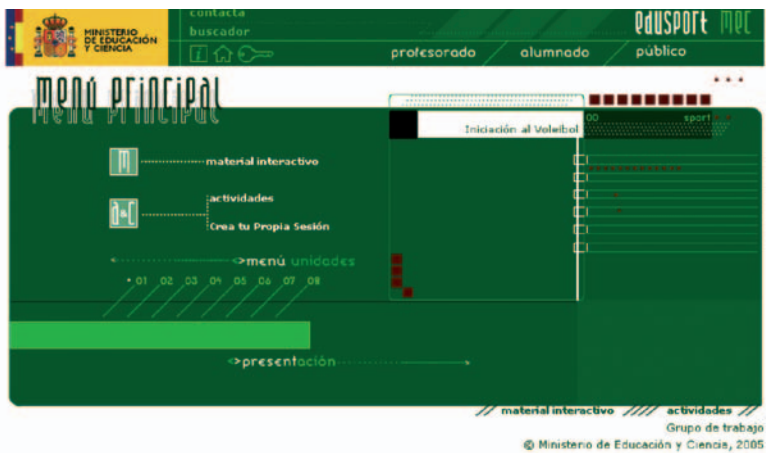 contacta
buscador
MINISTERIO
DE EDUCACIÓN
Y CIENCIA
edusport mec
profesorado
alumnado
público
menú principal
00 sport
Iniciación al Voleibol
m material interactivo
a&c
actividades
Crea tu Propia Sesión
<>menú unidades
01 02 03 04 05 06 07 08
<>presentación
// material interactivo //// actividades //
Grupo de trabajo
© Ministerio de Educación y Ciencia, 2005